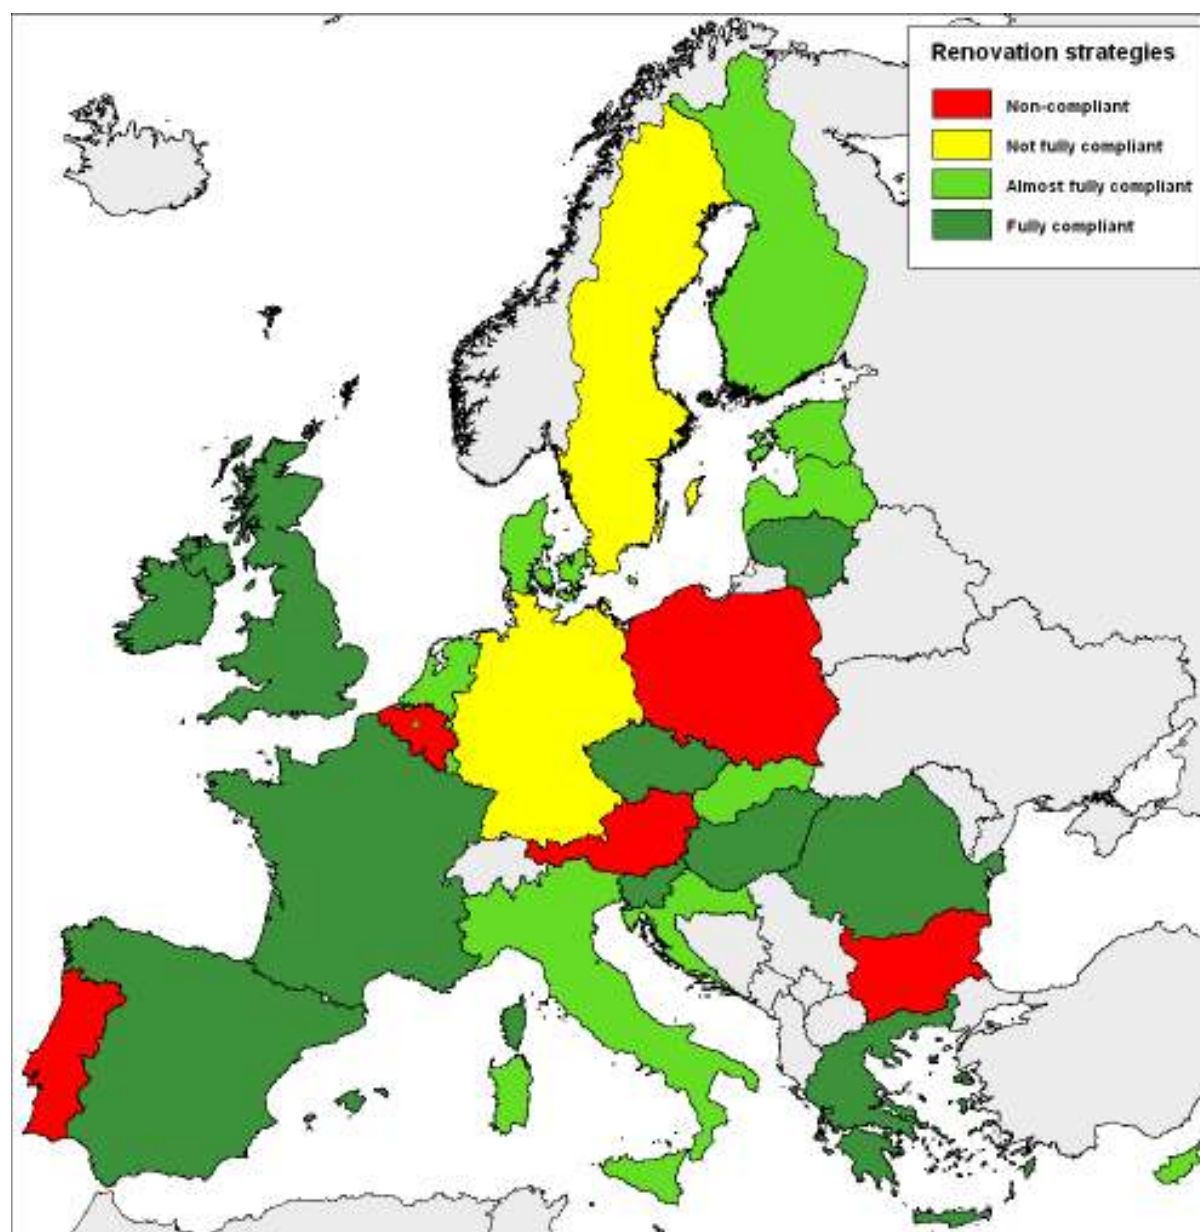 Renovation strategies
Non-compliant
Not fully compliant
Almost fully compliant
Fully compliant